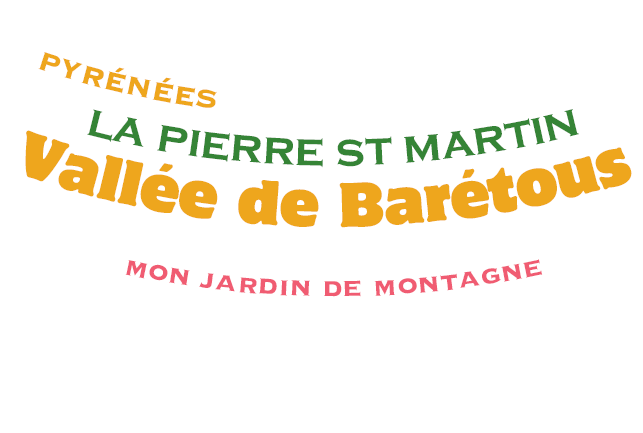 PYRÉNÉES
LA PIERRE ST MARTIN
Vallée de Barétous
MON JARDIN DE MONTAGNE